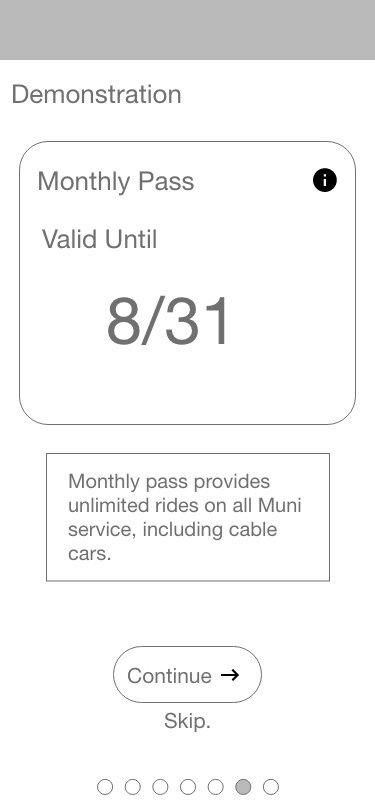 Demonstration
Monthly Pass
Valid Until
8/31
Monthly pass provides
unlimited rides on all Muni
service, including cable
cars.
Continue →
Skip.